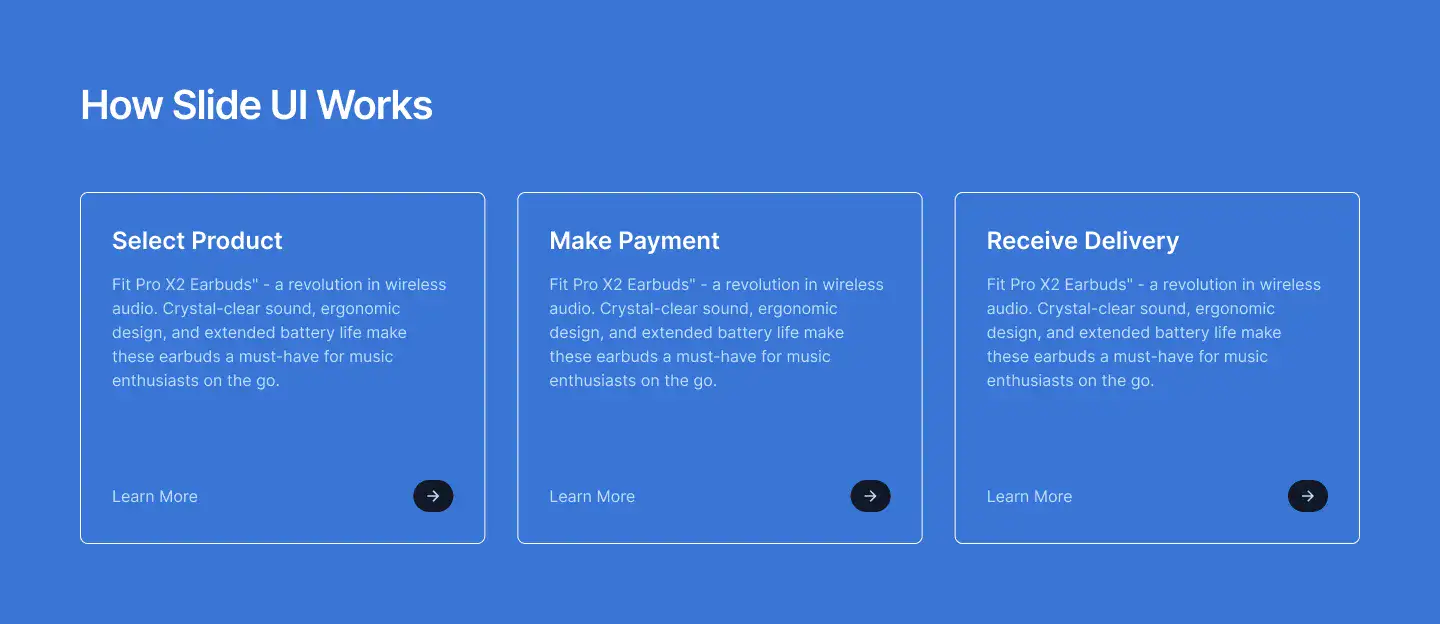 How Slide UI Works
Select Product
Fit Pro X2 Earbuds" - a revolution in wireless
audio. Crystal-clear sound, ergonomic
design, and extended battery life make
these earbuds a must-have for music
enthusiasts on the go.
Learn More
Make Payment
Fit Pro X2 Earbuds" - a revolution in wireless
audio. Crystal-clear sound, ergonomic
design, and extended battery life make
these earbuds a must-have for music
enthusiasts on the go.
Learn More
Receive Delivery
Fit Pro X2 Earbuds" - a revolution in wireless
audio. Crystal-clear sound, ergonomic
design, and extended battery life make
these earbuds a must-have for music
enthusiasts on the go.
Learn More